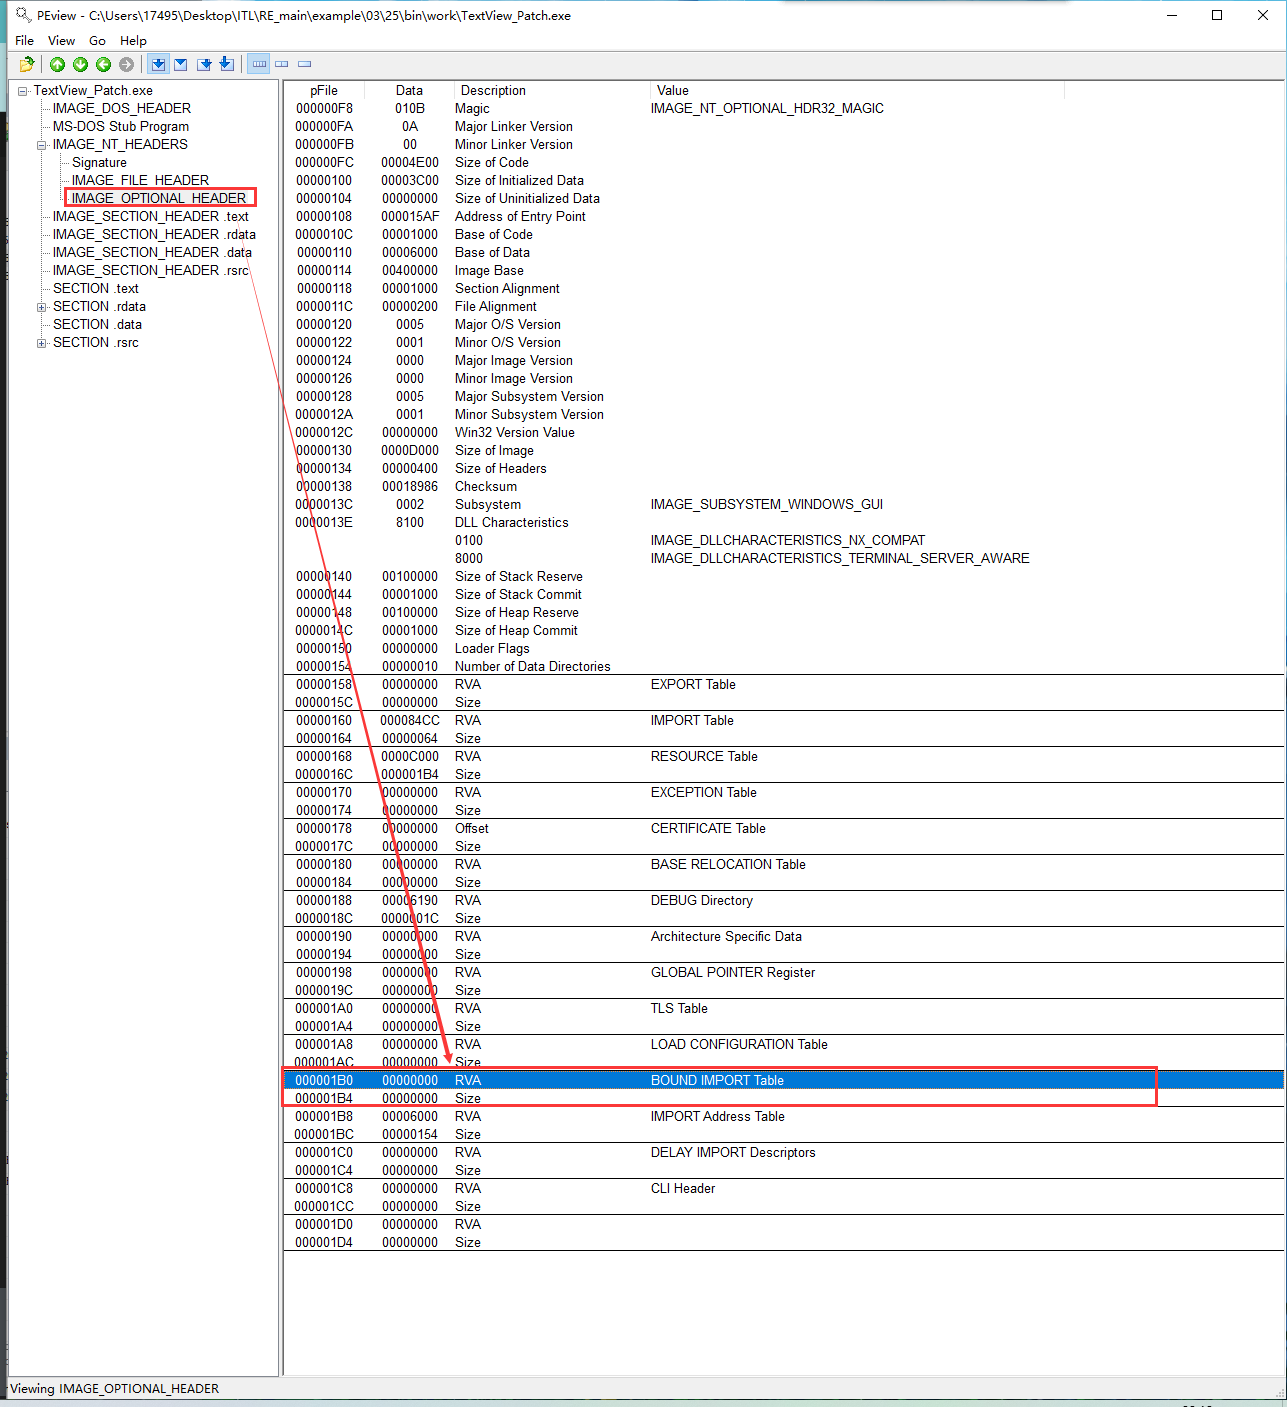 PEview - C:\Users\17495\Desktop\ITL\RE_main\example\03\25\bin\work\TextView_Patch.exe
File View Go Help
TextView_Patch.exe
IMAGE_DOS_HEADER
MS-DOS Stub Program
IMAGE_NT_HEADERS
Signature
IMAGE_FILE_HEADER
IMAGE_OPTIONAL_HEADER
IMAGE_SECTION_HEADER .text
IMAGE_SECTION_HEADER .rdata
IMAGE_SECTION_HEADER .data
IMAGE_SECTION_HEADER .rsrc
SECTION .text
SECTION .rdata
SECTION .data
SECTION .rsrc
pFile Data Description Value
000000F8 010B Magic IMAGE_NT_OPTIONAL_HDR32_MAGIC
000000FA 0A Major Linker Version
000000FB 00 Minor Linker Version
000000FC 00004E00 Size of Code
00000100 00003C00 Size of Initialized Data
00000104 00000000 Size of Uninitialized Data
00000108 000015AF Address of Entry Point
0000010C 00001000 Base of Code
00000110 00006000 Base of Data
00000114 00400000 Image Base
00000118 00001000 Section Alignment
0000011C 00000200 File Alignment
00000120 0005 Major O/S Version
00000122 0001 Minor O/S Version
00000124 0000 Major Image Version
00000126 0000 Minor Image Version
00000128 0005 Major Subsystem Version
0000012A 0001 Minor Subsystem Version
0000012C 00000000 Win32 Version Value
00000130 0000D000 Size of Image
00000134 00000400 Size of Headers
00000138 00018986 Checksum
0000013C 0002 Subsystem IMAGE_SUBSYSTEM_WINDOWS_GUI
0000013E 8100 DLL Characteristics
0100 IMAGE_DLLCHARACTERISTICS_NX_COMPAT
8000 IMAGE_DLLCHARACTERISTICS_TERMINAL_SERVER_AWARE
00000140 00100000 Size of Stack Reserve
00000144 00001000 Size of Stack Commit
00000148 00100000 Size of Heap Reserve
0000014C 00001000 Size of Heap Commit
00000150 00000000 Loader Flags
00000154 00000010 Number of Data Directories
00000158 00000000 RVA EXPORT Table
0000015C 00000000 Size
00000160 000084CC RVA IMPORT Table
00000164 00000064 Size
00000168 0000C000 RVA RESOURCE Table
0000016C 000001B4 Size
00000170 00000000 RVA EXCEPTION Table
00000174 00000000 Size
00000178 00000000 Offset CERTIFICATE Table
0000017C 00000000 Size
00000180 00000000 RVA BASE RELOCATION Table
00000184 00000000 Size
00000188 00006190 RVA DEBUG Directory
0000018C 0000001C Size
00000190 00000000 RVA Architecture Specific Data
00000194 00000000 Size
00000198 00000000 RVA GLOBAL POINTER Register
0000019C 00000000 Size
000001A0 00000000 RVA TLS Table
000001A4 00000000 Size
000001A8 00000000 RVA LOAD CONFIGURATION Table
000001AC 00000000 Size
000001B0 00000000 RVA BOUND IMPORT Table
000001B4 00000000 Size
000001B8 00006000 RVA IMPORT Address Table
000001BC 00000154 Size
000001C0 00000000 RVA DELAY IMPORT Descriptors
000001C4 00000000 Size
000001C8 00000000 RVA CLI Header
000001CC 00000000 Size
000001D0 00000000 RVA
000001D4 00000000 Size
Viewing IMAGE_OPTIONAL_HEADER